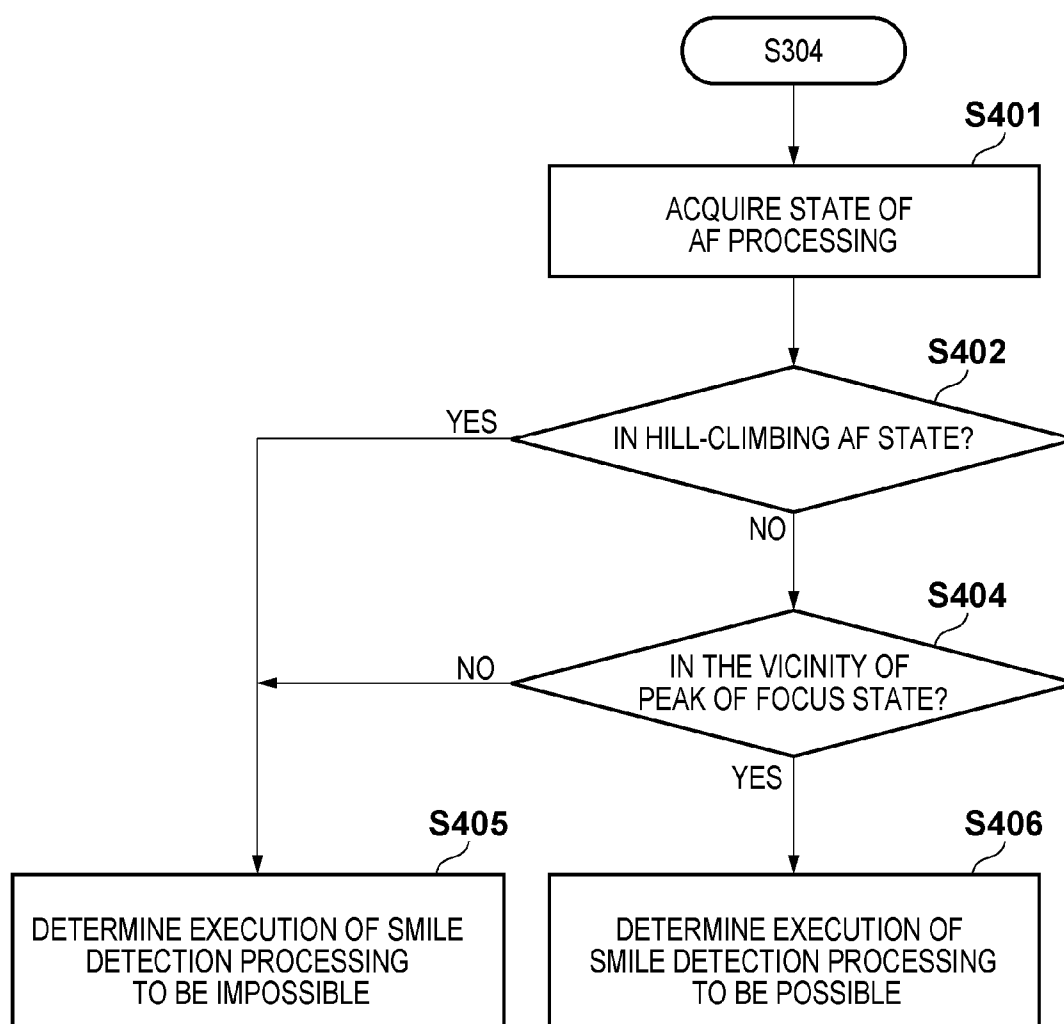 S304
S401
ACQUIRE STATE OF
AF PROCESSING
S402
YES
IN HILL-CLIMBING AF STATE?
NO
S404
NO
IN THE VICINITY OF
PEAK OF FOCUS STATE?
YES
S405
S406
DETERMINE EXECUTION OF SMILE
DETECTION PROCESSING
TO BE IMPOSSIBLE
DETERMINE EXECUTION OF
SMILE DETECTION PROCESSING
TO BE POSSIBLE